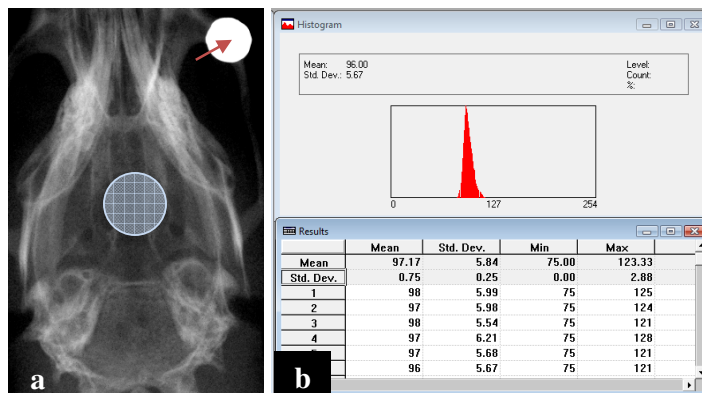 a
Histogram
Mean: 96.00
Std. Dev.: 5.67
Level:
Count:
%:
0 127 254
Results
Mean Std. Dev. Min Max
Mean 97.17 5.84 75.00 123.33
Std. Dev. 0.75 0.25 0.00 2.88
1 98 5.99 75 125
2 97 5.98 75 124
3 98 5.54 75 121
4 97 6.21 75 128
97 5.68 75 121
96 5.67 75 121
b